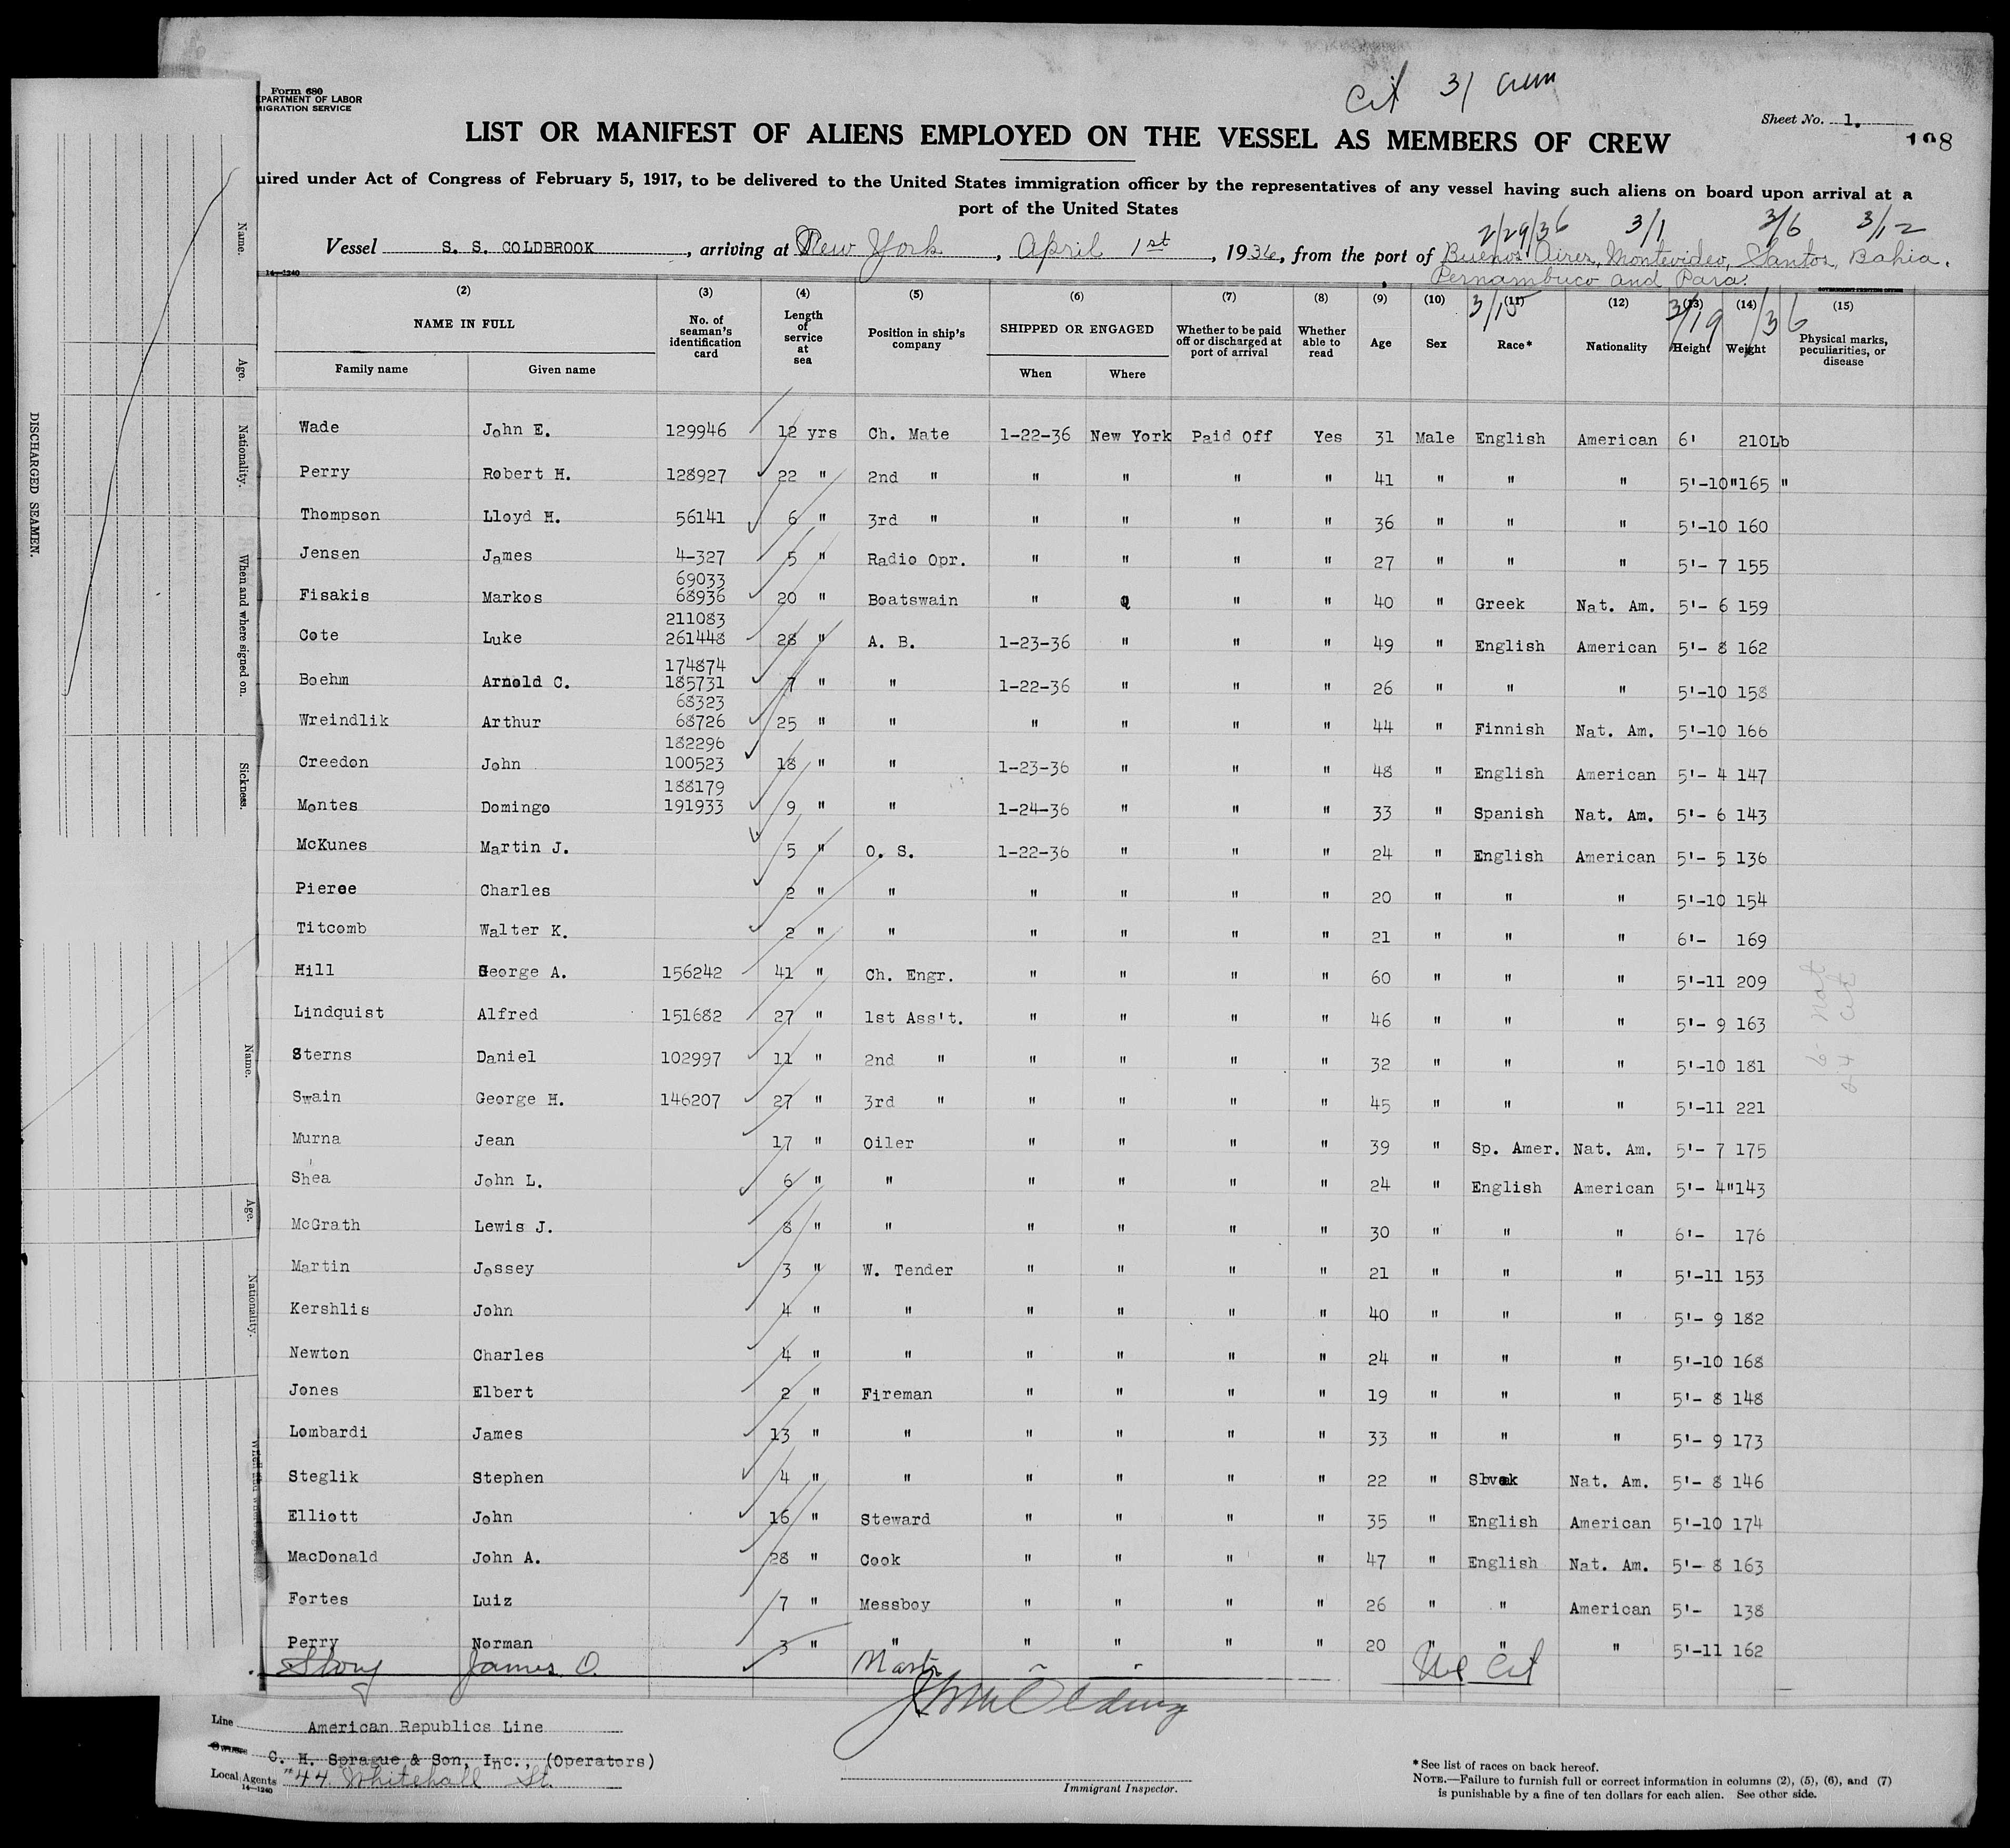 Cit 31 Crew
Form 680
EPARTMENT OF LABOR
MIGRATION SERVICE
Sheet No. 1.
198
LIST OR MANIFEST OF ALIENS EMPLOYED ON THE VESSEL AS MEMBERS OF CREW
uired under Act of Congress of February 5, 1917, to be delivered to the United States immigration officer by the representatives of any vessel having such aliens on board upon arrival at a
port of the United States
2/29/36 3/1 3/6 3/12
Vessel S. S. COLDBROOK, arriving at New York, April 1st, 1936, from the port of Buenos Aires, Montevideo, Santos, Bahia.
Pernambuco and Para.
3/15 3/19/36
14—1240
GOVERNMENT PRINTING OFFICE
(2) (3) (4) (5) (6) (7) (8) (9) (10) (11) (12) (13) (14) (15)
NAME IN FULL No. of seaman's identification card Length of service at sea Position in ship's company SHIPPED OR ENGAGED Whether to be paid off or discharged at port of arrival Whether able to read Age Sex Race* Nationality Height Weight Physical marks, peculiarities, or disease
Family name Given name When Where
Wade John E. 129946 12 yrs Ch. Mate 1-22-36 New York Paid Off Yes 31 Male English American 6' 210Lb
Perry Robert H. 128927 22 " 2nd " " " " " 41 " " " 5'-10" 165 "
Thompson Lloyd H. 56141 6 " 3rd " " " " " 36 " " " 5'-10 160
Jensen James 4-327 5 " Radio Opr. " " " " 27 " " " 5'- 7 155
69033
Fisakis Markos 68936 20 " Boatswain " " " " 40 " Greek Nat. Am. 5'- 6 159
211083
Cote Luke 261448 28 " A. B. 1-23-36 " " " 49 " English American 5'- 8 162
174874
Boehm Arnold C. 185731 7 " " 1-22-36 " " " 26 " " " 5'-10 158
68323
Wreindlik Arthur 68726 25 " " " " " " 44 " Finnish Nat. Am. 5'-10 166
182296
Creedon John 100523 18 " " 1-23-36 " " " 48 " English American 5'- 4 147
188179
Montes Domingo 191933 9 " " 1-24-36 " " " 33 " Spanish Nat. Am. 5'- 6 143
McKunes Martin J. 5 " O. S. 1-22-36 " " " 24 " English American 5'- 5 136
Pierce Charles 2 " " " " " " 20 " " " 5'-10 154
Titcomb Walter K. 2 " " " " " " 21 " " " 6'- 169
Hill George A. 156242 41 " Ch. Engr. " " " " 60 " " " 5'-11 209
Lindquist Alfred 151682 27 " 1st Ass't. " " " " 46 " " " 5'- 9 163
Sterns Daniel 102997 11 " 2nd " " " " " 32 " " " 5'-10 181
Swain George H. 146207 27 " 3rd " " " " " 45 " " " 5'-11 221
Murna Jean 17 " Oiler " " " " 39 " Sp. Amer. Nat. Am. 5'- 7 175
Shea John L. 6 " " " " " " 24 " English American 5'- 4" 143
McGrath Lewis J. 8 " " " " " " 30 " " " 6'- 176
Martin Jossey 3 " W. Tender " " " " 21 " " " 5'-11 153
Kershlis John 4 " " " " " " 40 " " " 5'- 9 182
Newton Charles 4 " " " " " " 24 " " " 5'-10 168
Jones Elbert 2 " Fireman " " " " 19 " " " 5'- 8 148
Lombardi James 13 " " " " " " 33 " " " 5'- 9 173
Steglik Stephen 4 " " " " " " 22 " Slovak Nat. Am. 5'- 8 146
Elliott John 16 " Steward " " " " 35 " English American 5'-10 174
MacDonald John A. 28 " Cook " " " " 47 " English Nat. Am. 5'- 8 163
Fortes Luiz 7 " Messboy " " " " 26 " " American 5'- 138
Perry Norman 3 " " " " " " 20 " " " 5'-11 162
Story James O. Master " " US Cit
6 Nat
24 Cit
Line American Republics Line
Owners C. H. Sprague & Son, Inc., (Operators)
Local Agents 44 Whitehall St.
14—1240
Immigrant Inspector.
*See list of races on back hereof.
NOTE.—Failure to furnish full or correct information in columns (2), (5), (6), and (7)
is punishable by a fine of ten dollars for each alien. See other side.
DISCHARGED SEAMEN.
Name.
Age.
Nationality.
When and where signed on.
Sickness.
Name.
Age.
Nationality.